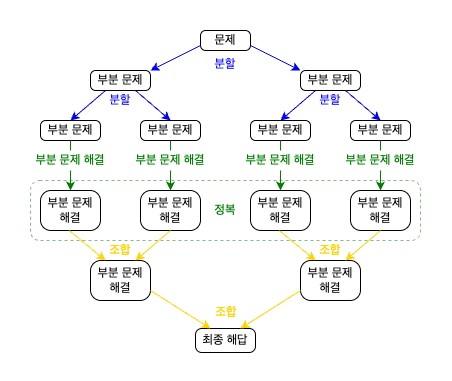 문제
분할
부분 문제
부분 문제
분할
분할
부분 문제
부분 문제
부분 문제
부분 문제
부분 문제 해결
부분 문제 해결
부분 문제 해결
부분 문제 해결
부분 문제
해결
부분 문제
해결
정복
부분 문제
해결
부분 문제
해결
조합
조합
부분 문제
해결
부분 문제
해결
조합
최종 해답